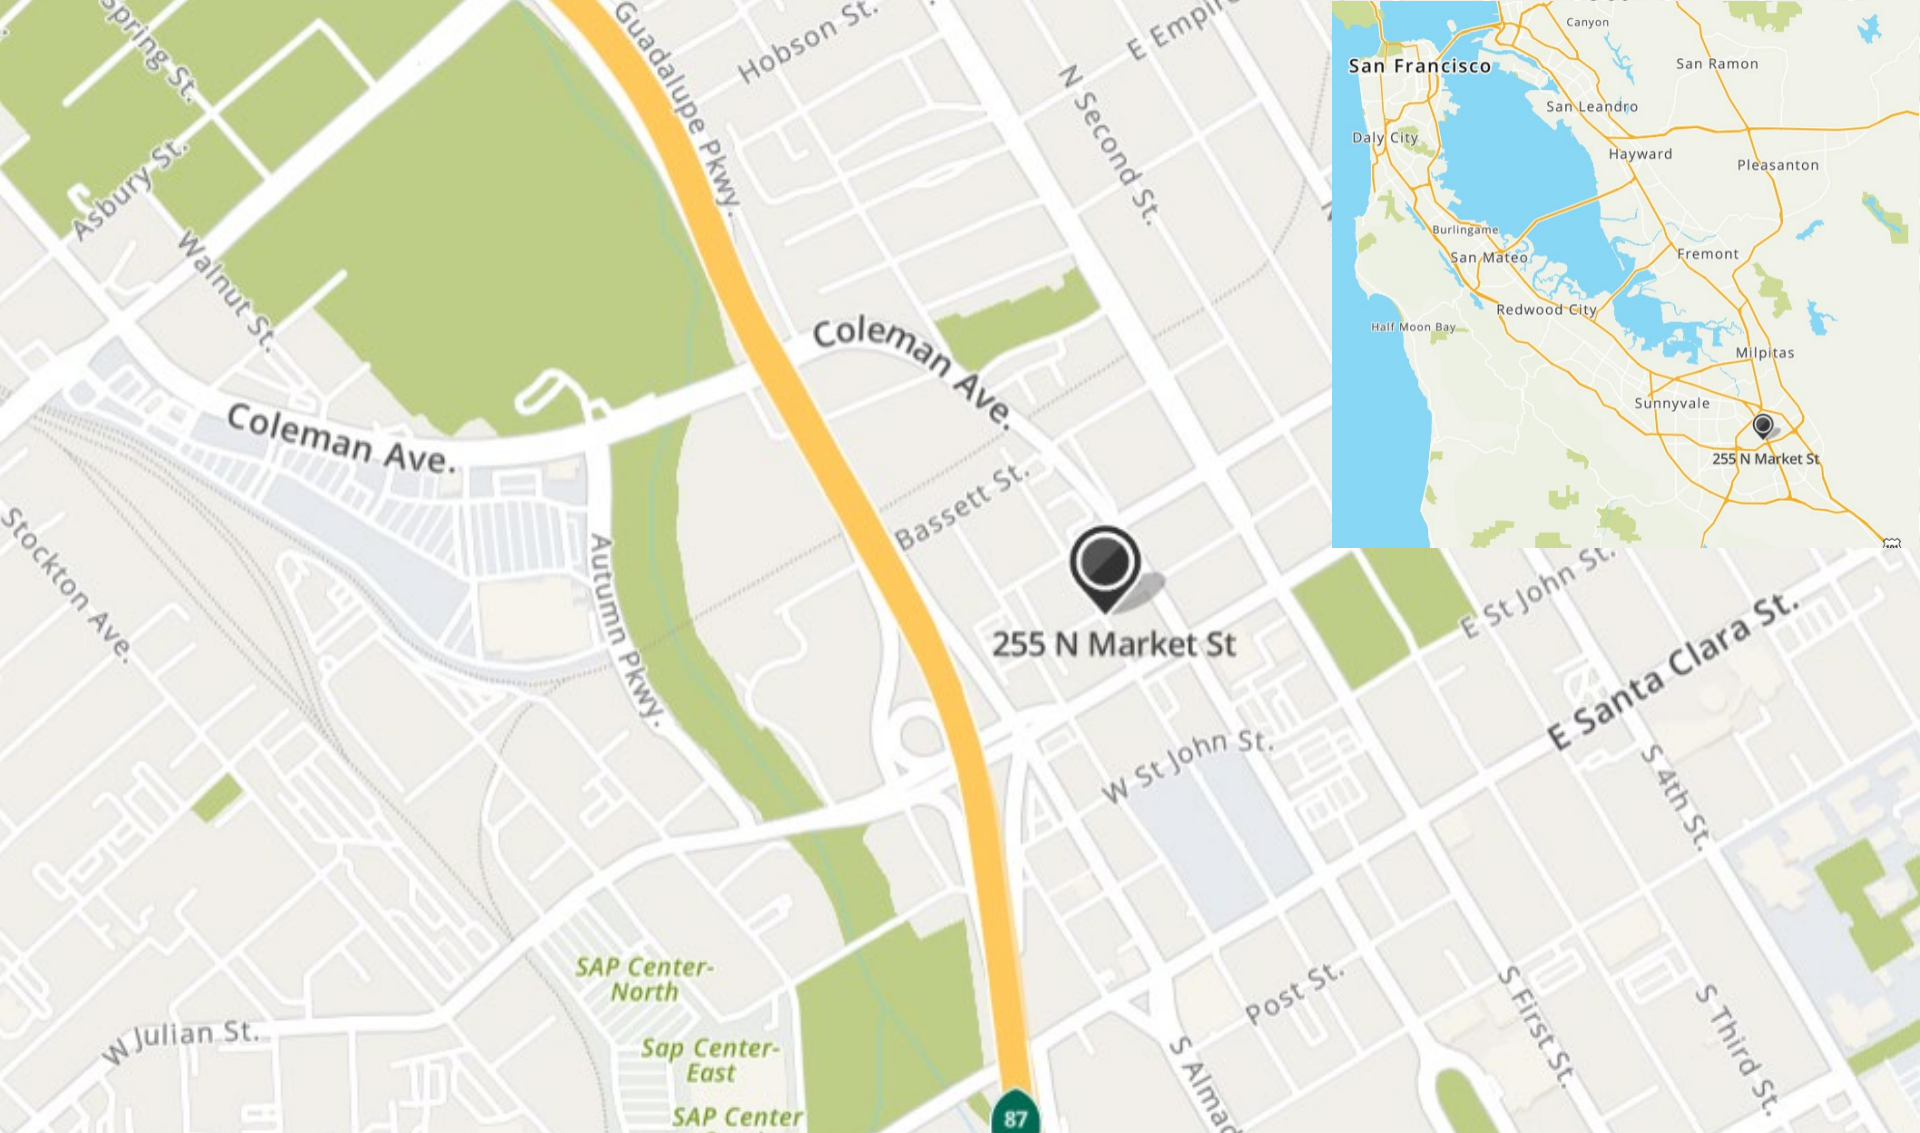 Spring St.
Guadalupe Pkwy.
Hobson St.
E Empire
N Second St.
Asbury St.
Walnut St.
Coleman Ave.
Coleman Ave.
Bassett St.
Stockton Ave.
Autumn Pkwy.
255 N Market St
W St John St.
E St John St.
E Santa Clara St.
S 4th St.
SAP Center-
North
Sap Center-
East
SAP Center
W Julian St.
Post St.
S First St.
S Third St.
S Almad
87
Canyon
San Francisco
San Ramon
San Leandro
Daly City
Hayward
Pleasanton
Burlingame
San Mateo
Fremont
Redwood City
Half Moon Bay
Milpitas
Sunnyvale
255 N Market St
101